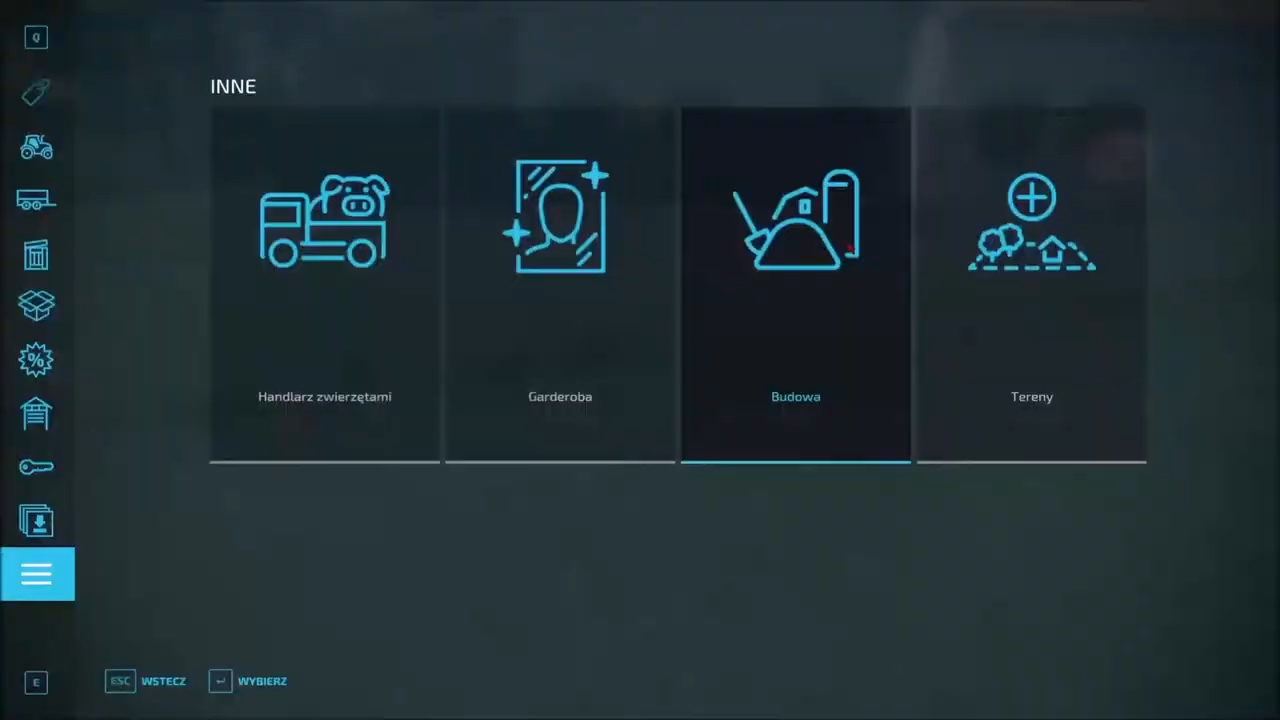 Q
INNE
%
Handlarz zwierzętami
Garderoba
Budowa
Tereny
E
ESC WSTECZ
WYBIERZ